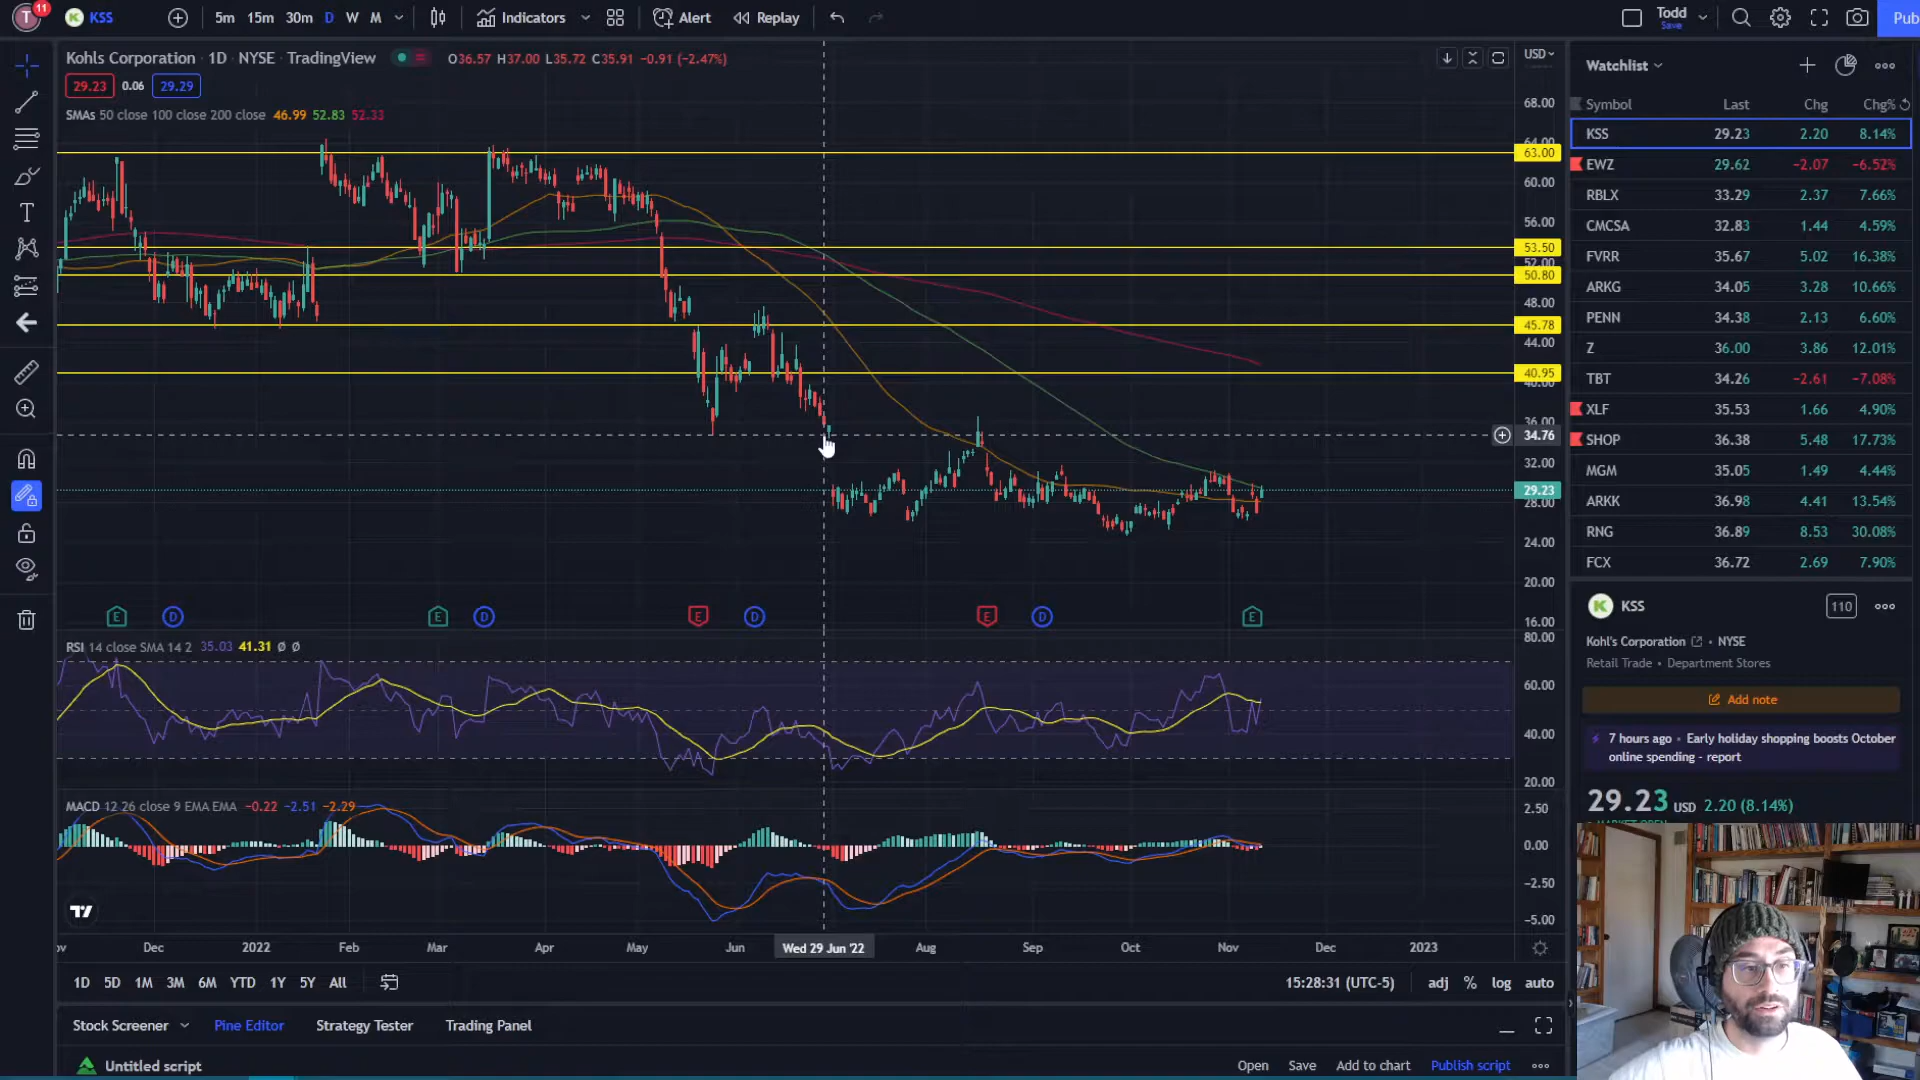 T 11 KSS 5m 15m 30m D W M Indicators Alert Replay Todd Save Pub
Kohls Corporation · 1D · NYSE · TradingView O36.57 H37.00 L35.72 C35.91 −0.91 (−2.47%)
29.23 0.06 29.29
SMAs 50 close 100 close 200 close 46.99 52.83 52.33
USD
68.00
64.00
63.00
60.00
56.00
53.50
52.00
50.80
48.00
45.78
44.00
40.95
40.00
36.00
34.76
32.00
29.23
28.00
24.00
20.00
16.00
E D E D E D E D E
RSI 14 close SMA 14 2 35.03 41.31 Ø Ø
80.00
60.00
40.00
20.00
MACD 12 26 close 9 EMA EMA −0.22 −2.51 −2.29
2.50
0.00
−2.50
−5.00
ov Dec 2022 Feb Mar Apr May Jun Wed 29 Jun '22 Aug Sep Oct Nov Dec 2023
1D 5D 1M 3M 6M YTD 1Y 5Y All 15:28:31 (UTC-5) adj % log auto
Stock Screener Pine Editor Strategy Tester Trading Panel
Untitled script Open Save Add to chart Publish script
Watchlist
Symbol Last Chg Chg%
KSS 29.23 2.20 8.14%
EWZ 29.62 −2.07 −6.52%
RBLX 33.29 2.37 7.66%
CMCSA 32.83 1.44 4.59%
FVRR 35.67 5.02 16.38%
ARKG 34.05 3.28 10.66%
PENN 34.38 2.13 6.60%
Z 36.00 3.86 12.01%
TBT 34.26 −2.61 −7.08%
XLF 35.53 1.66 4.90%
SHOP 36.38 5.48 17.73%
MGM 35.05 1.49 4.44%
ARKK 36.98 4.41 13.54%
RNG 36.89 8.53 30.08%
FCX 36.72 2.69 7.90%
KSS 110
Kohl's Corporation • NYSE
Retail Trade • Department Stores
Add note
7 hours ago • Early holiday shopping boosts October
online spending - report
29.23 USD 2.20 (8.14%)